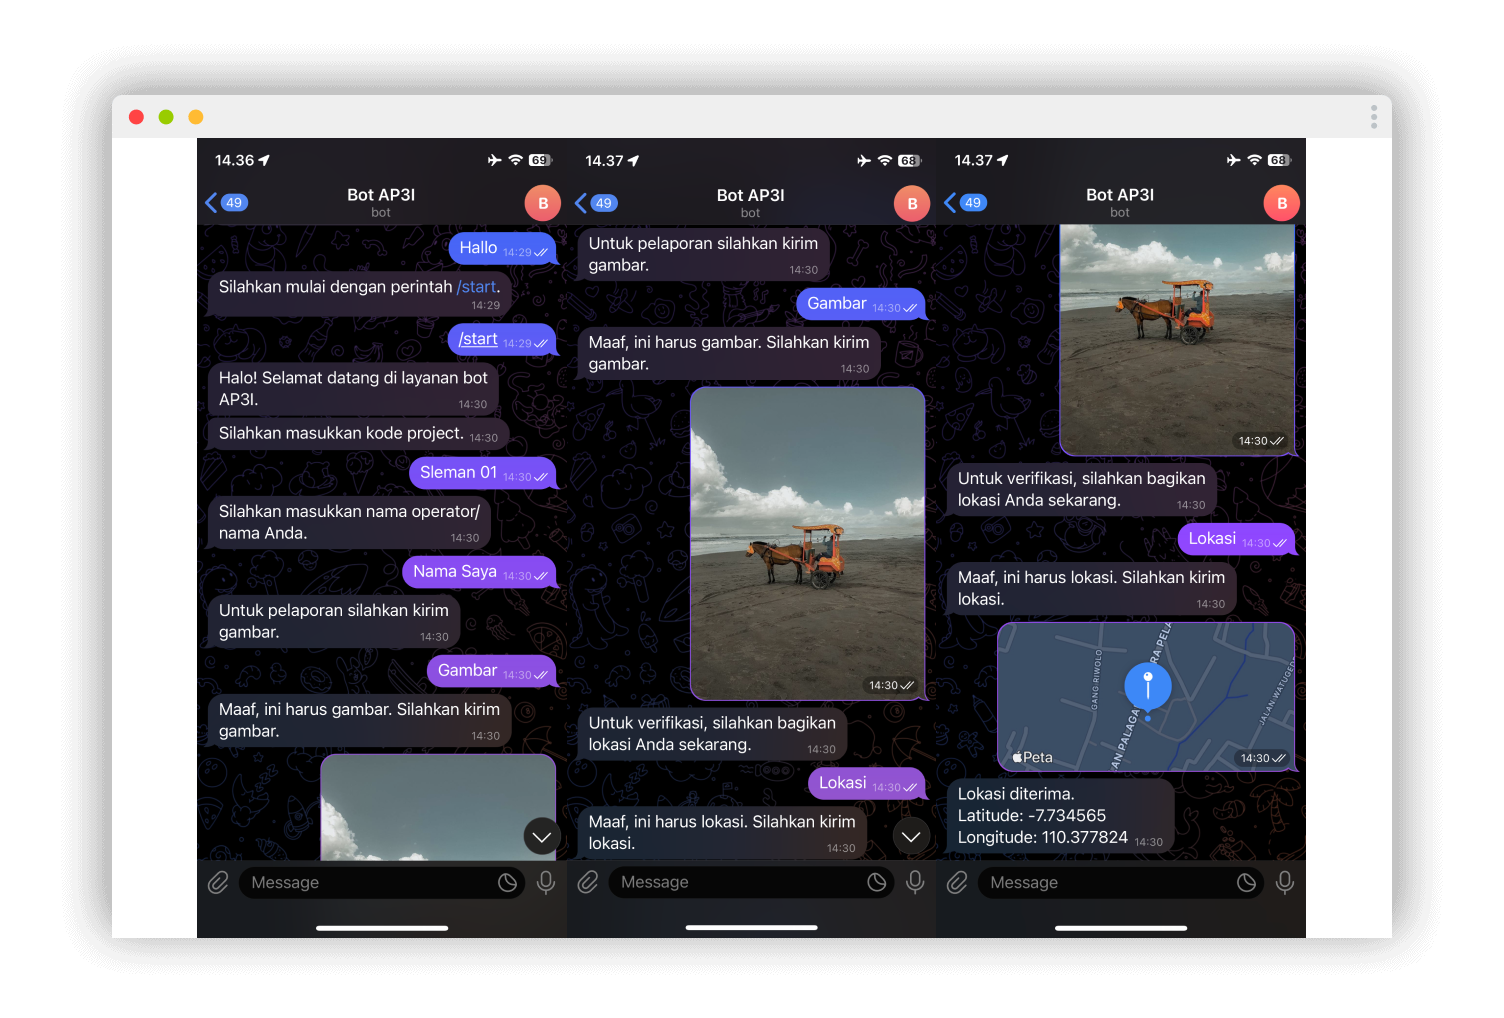 14.36
69
49
Bot AP3I
bot
B
Hallo 14:29
Silahkan mulai dengan perintah /start.
14:29
/start 14:29
Halo! Selamat datang di layanan bot
AP3I. 14:30
Silahkan masukkan kode project. 14:30
Sleman 01 14:30
Silahkan masukkan nama operator/
nama Anda. 14:30
Nama Saya 14:30
Untuk pelaporan silahkan kirim
gambar. 14:30
Gambar 14:30
Maaf, ini harus gambar. Silahkan kirim
gambar. 14:30
Message
14.37
68
49
Bot AP3I
bot
B
Untuk pelaporan silahkan kirim
gambar. 14:30
Gambar 14:30
Maaf, ini harus gambar. Silahkan kirim
gambar. 14:30
14:30
Untuk verifikasi, silahkan bagikan
lokasi Anda sekarang. 14:30
Lokasi 14:30
Maaf, ini harus lokasi. Silahkan kirim
lokasi. 14:30
Message
14.37
68
49
Bot AP3I
bot
B
14:30
Untuk verifikasi, silahkan bagikan
lokasi Anda sekarang. 14:30
Lokasi 14:30
Maaf, ini harus lokasi. Silahkan kirim
lokasi. 14:30
GANG RIWOLO
AN PALAGA
RA PELA
JALAN WATUGED
Peta
14:30
Lokasi diterima.
Latitude: -7.734565
Longitude: 110.377824 14:30
Message